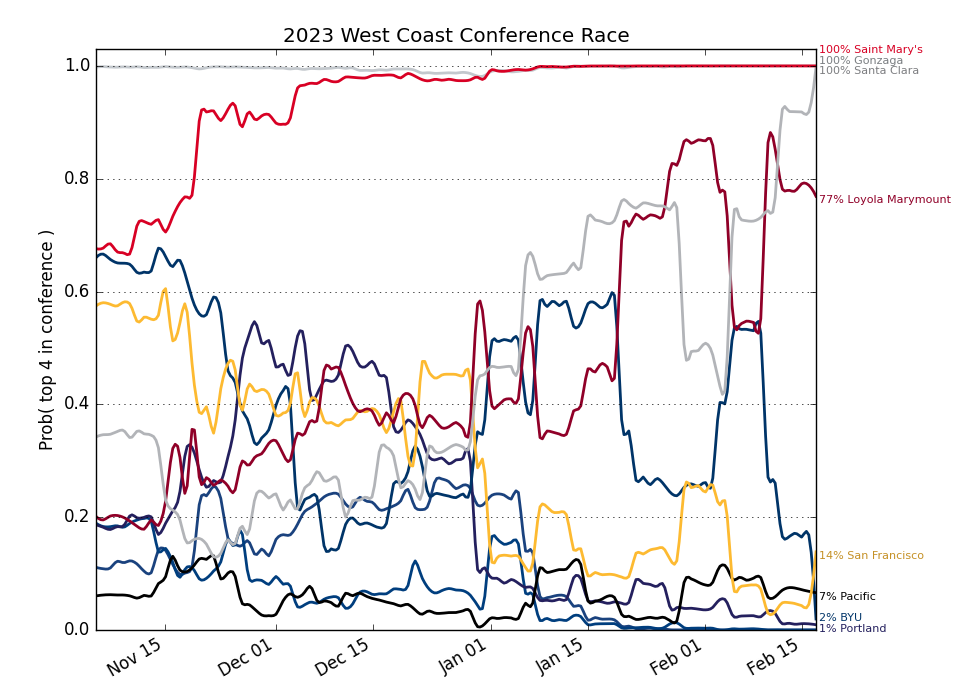 2023 West Coast Conference Race
Prob( top 4 in conference )
1.0
0.8
0.6
0.4
0.2
0.0
Nov 15
Dec 01
Dec 15
Jan 01
Jan 15
Feb 01
Feb 15
100% Saint Mary's
100% Gonzaga
100% Santa Clara
77% Loyola Marymount
14% San Francisco
7% Pacific
2% BYU
1% Portland